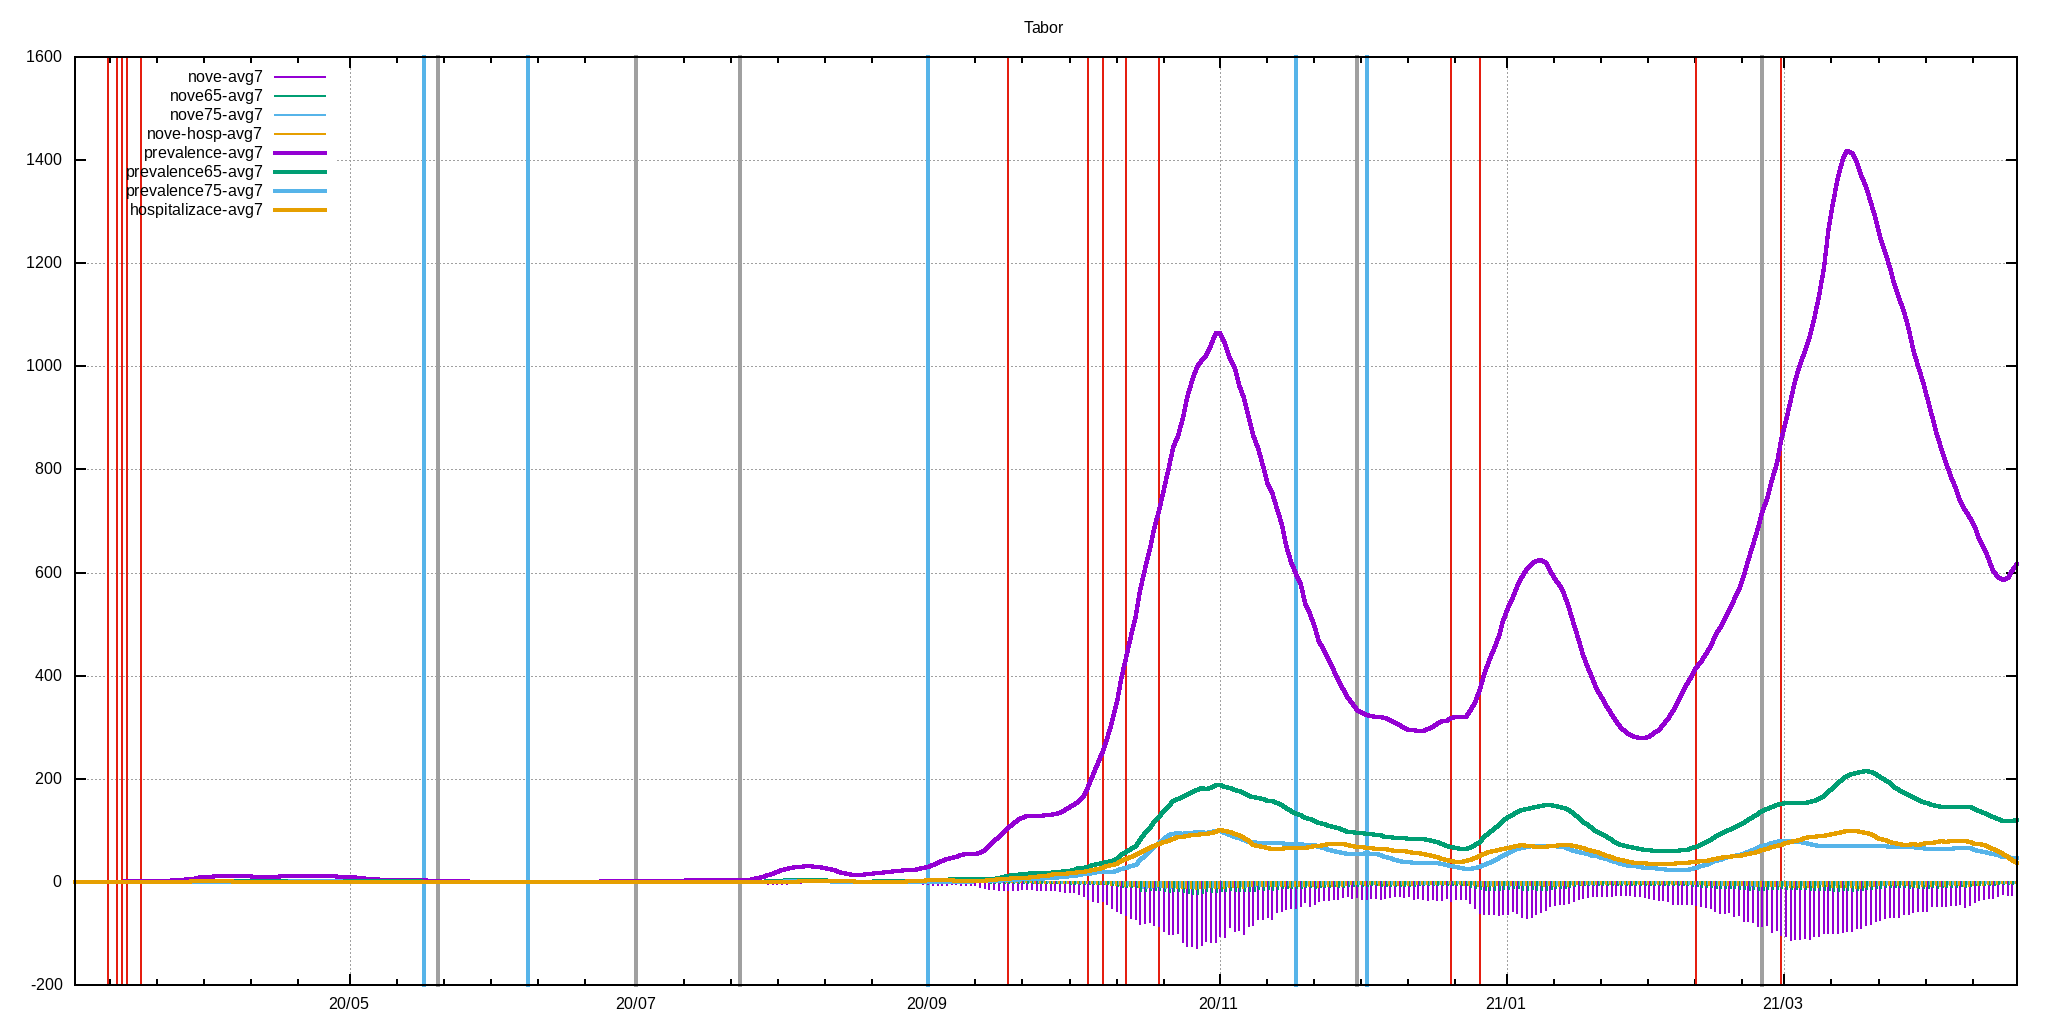 Tabor
1600
1400
1200
1000
800
600
400
200
0
-200
nove-avg7
nove65-avg7
nove75-avg7
nove-hosp-avg7
prevalence-avg7
prevalence65-avg7
prevalence75-avg7
hospitalizace-avg7
20/05
20/07
20/09
20/11
21/01
21/03